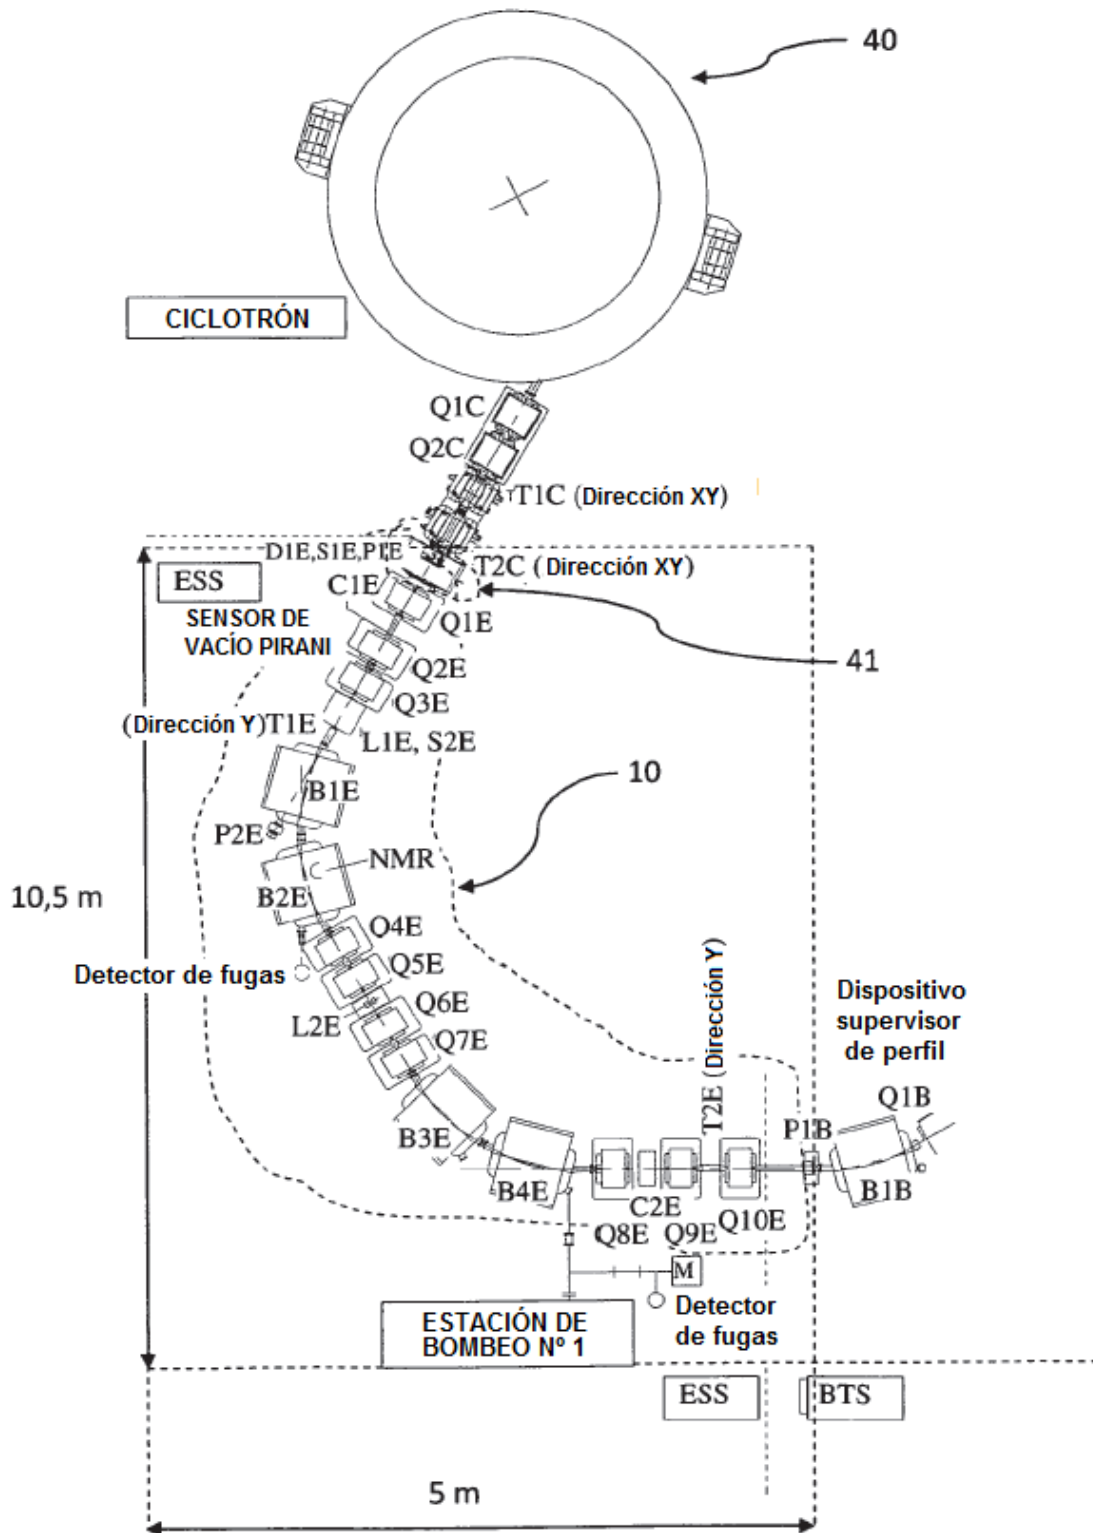 40
CICLOTRÓN
Q1C
Q2C
T1C (Dirección XY)
D1E,S1E,P1E
T2C (Dirección XY)
ESS
C1E
SENSOR DE
VACÍO PIRANI
Q1E
41
Q2E
Q3E
(Dirección Y)T1E
L1E, S2E
10
B1E
P2E
NMR
B2E
10,5 m
Q4E
Detector de fugas
Q5E
Q6E
L2E
Q7E
T2E (Dirección Y)
Dispositivo
supervisor
de perfil
Q1B
P1B
B3E
B4E
C2E
B1B
Q8E
Q9E
Q10E
M
Detector
de fugas
ESTACIÓN DE
BOMBEO Nº 1
ESS
BTS
5 m